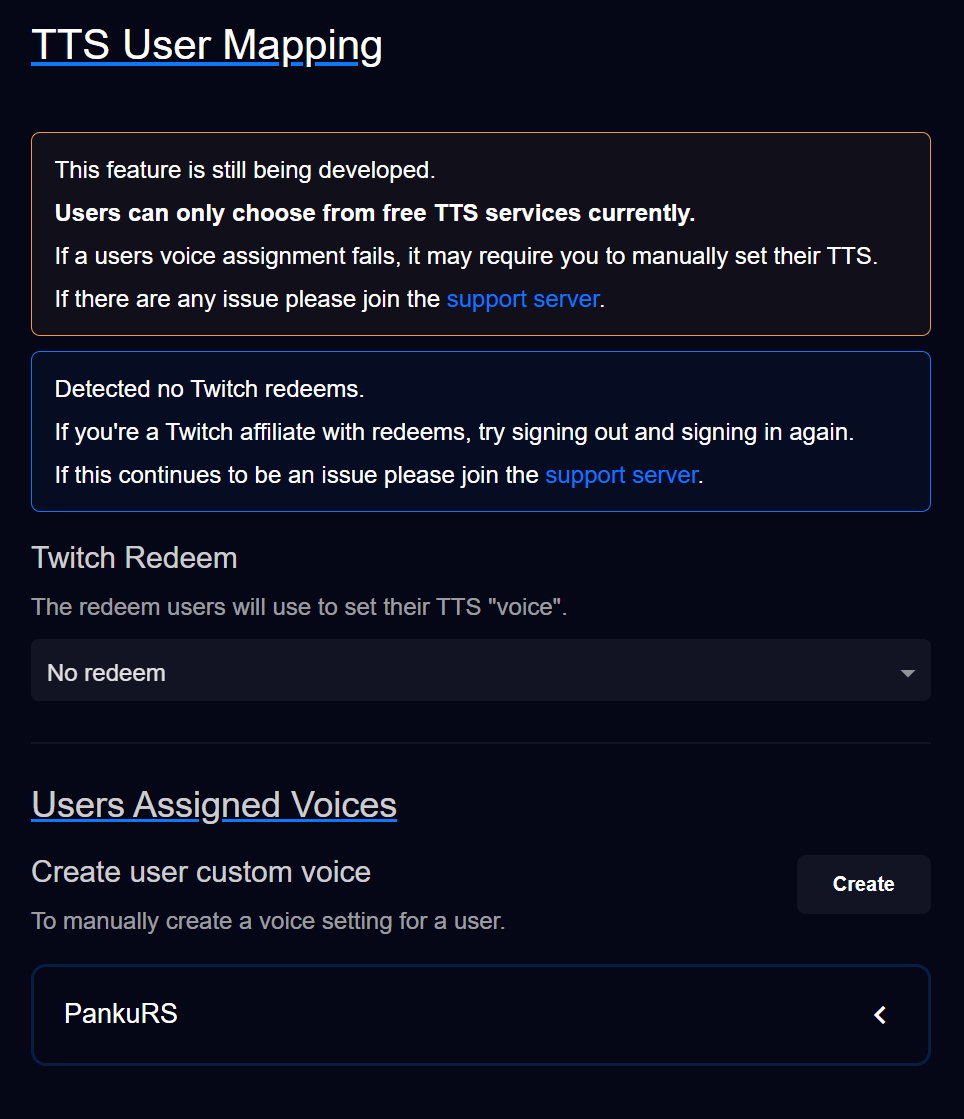 TTS User Mapping
This feature is still being developed.
Users can only choose from free TTS services currently.
If a users voice assignment fails, it may require you to manually set their TTS.
If there are any issue please join the support server.
Detected no Twitch redeems.
If you're a Twitch affiliate with redeems, try signing out and signing in again.
If this continues to be an issue please join the support server.
Twitch Redeem
The redeem users will use to set their TTS "voice".
No redeem
Users Assigned Voices
Create user custom voice
Create
To manually create a voice setting for a user.
PankuRS